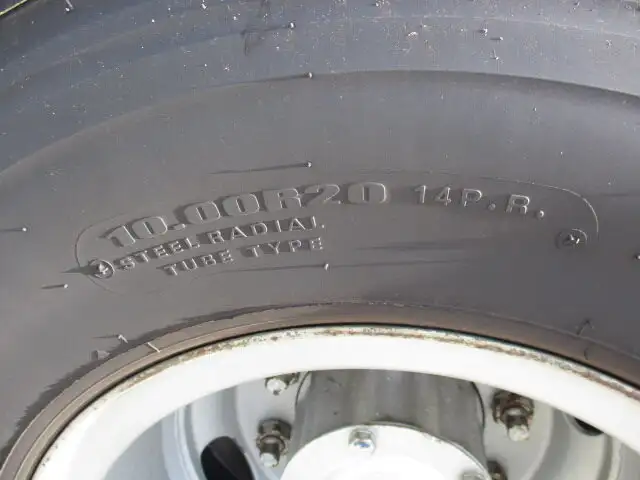 10.00R20 14P.R.
STEEL RADIAL
TUBE TYPE